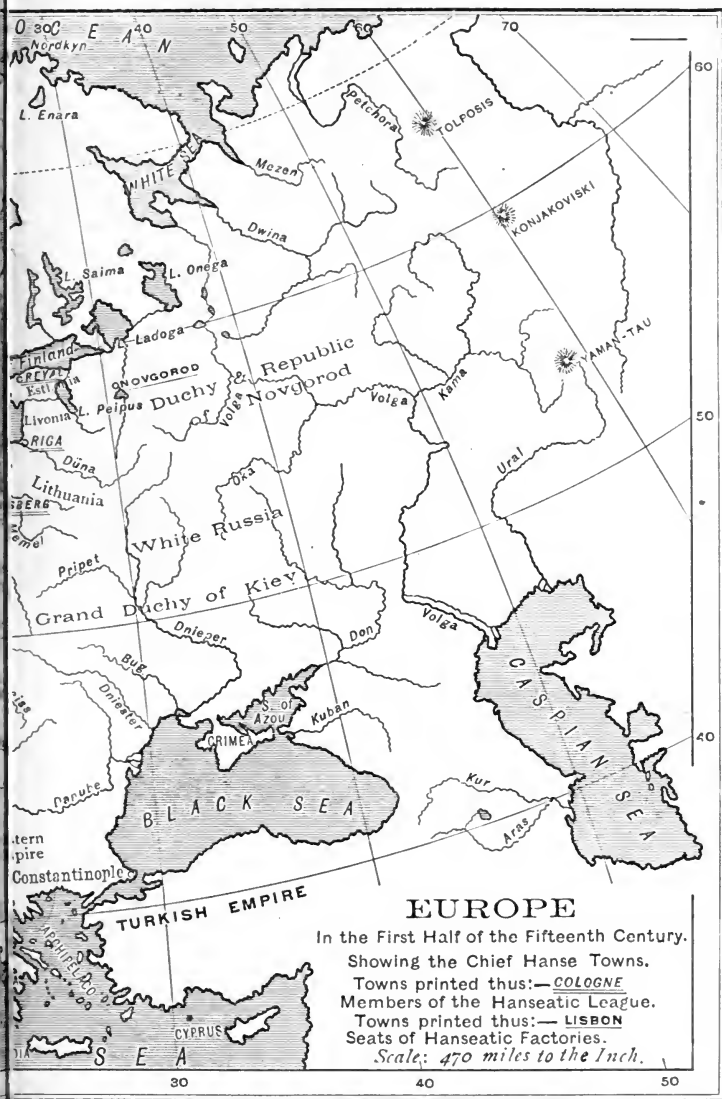 O C E A N
30 40 50 60 70
Nordkyn
L. Enara
60
Petchora
TOLPOSIS
WHITE SEA
Mezen
KONJAKOVISKI
Dwina
L. Saima
L. Onega
L. Ladoga
YAMAN-TAU
Finland
REVAL
NOVGOROD
Republic
Duchy & of Novgorod
Volga
Volga
Kama
50
Livonia
L. Peipus
RIGA
Ural
Düna
Oka
Lithuania
SBERG
Memel
White Russia
Pripet
Grand Duchy of Kiev
Volga
Dnieper
Don
Bug
Dniester
CASPIAN SEA
S. of
Azou
Kuban
CRIMEA
40
Danube
BLACK SEA
Kur
Aras
tern
pire
Constantinople
TURKISH EMPIRE
ARCHIPELAGO
CYPRUS
SEA
EUROPE
In the First Half of the Fifteenth Century.
Showing the Chief Hanse Towns.
Towns printed thus:— COLOGNE
Members of the Hanseatic League.
Towns printed thus:— LISBON
Seats of Hanseatic Factories.
Scale: 470 miles to the Inch.
30 40 50